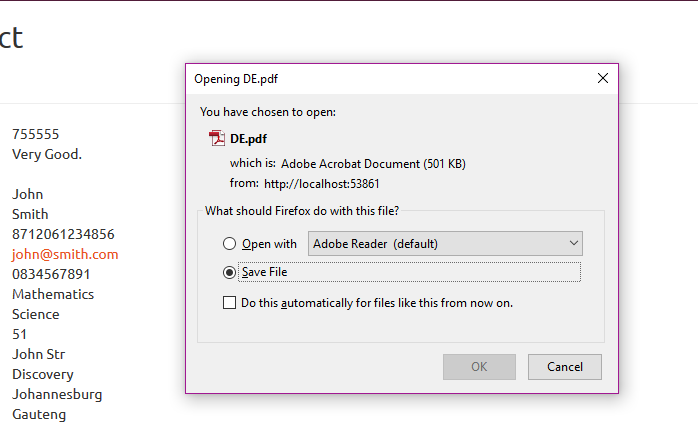 ct
755555
Very Good.
John
Smith
8712061234856
john@smith.com
0834567891
Mathematics
Science
51
John Str
Discovery
Johannesburg
Gauteng
Opening DE.pdf
You have chosen to open:
DE.pdf
which is: Adobe Acrobat Document (501 KB)
from: http://localhost:53861
What should Firefox do with this file?
Open with Adobe Reader (default)
Save File
Do this automatically for files like this from now on.
OK Cancel